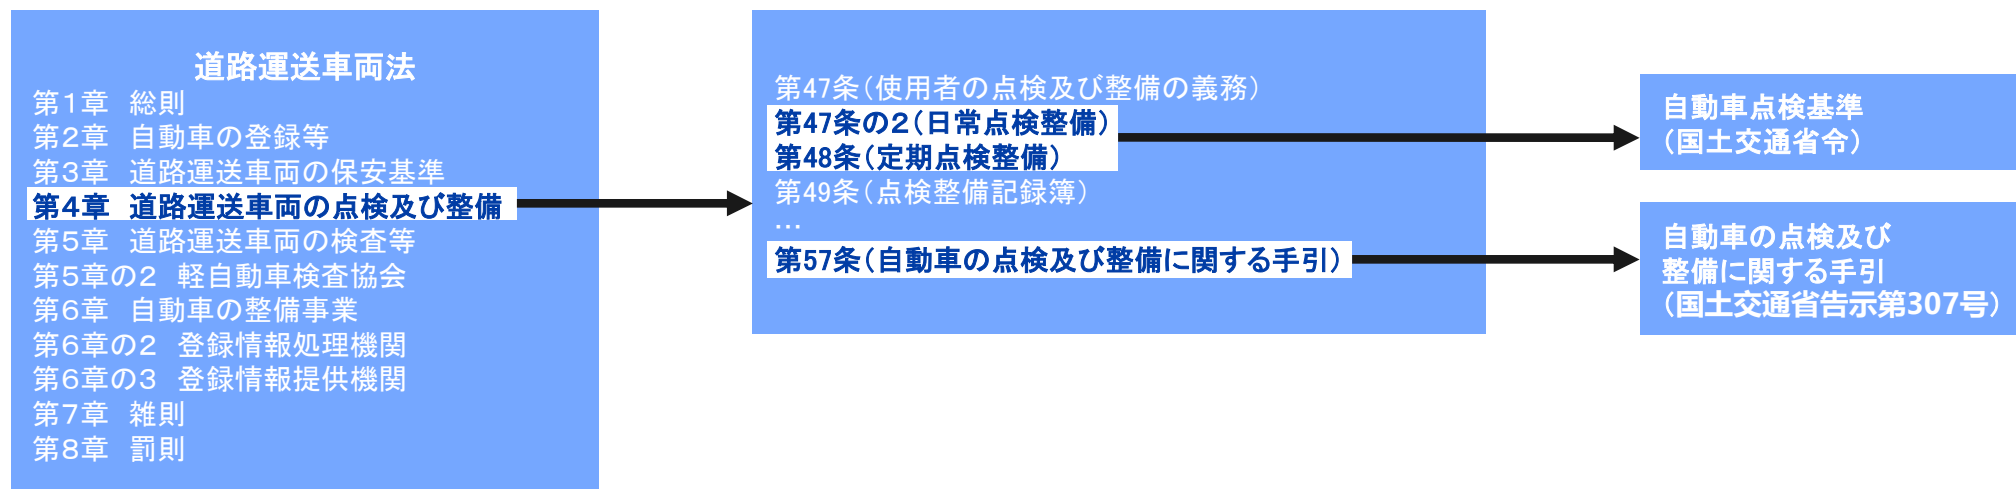 道路運送車両法
第１章　総則
第２章　自動車の登録等
第３章　道路運送車両の保安基準
第４章　道路運送車両の点検及び整備
第５章　道路運送車両の検査等
第５章の２　軽自動車検査協会
第６章　自動車の整備事業
第６章の２　登録情報処理機関
第６章の３　登録情報提供機関
第７章　雑則
第８章　罰則
第47条（使用者の点検及び整備の義務）
第47条の２（日常点検整備）
第48条（定期点検整備）
第49条（点検整備記録簿）
…
第57条（自動車の点検及び整備に関する手引）
自動車点検基準
（国土交通省令）
自動車の点検及び
整備に関する手引
（国土交通省告示第307号）